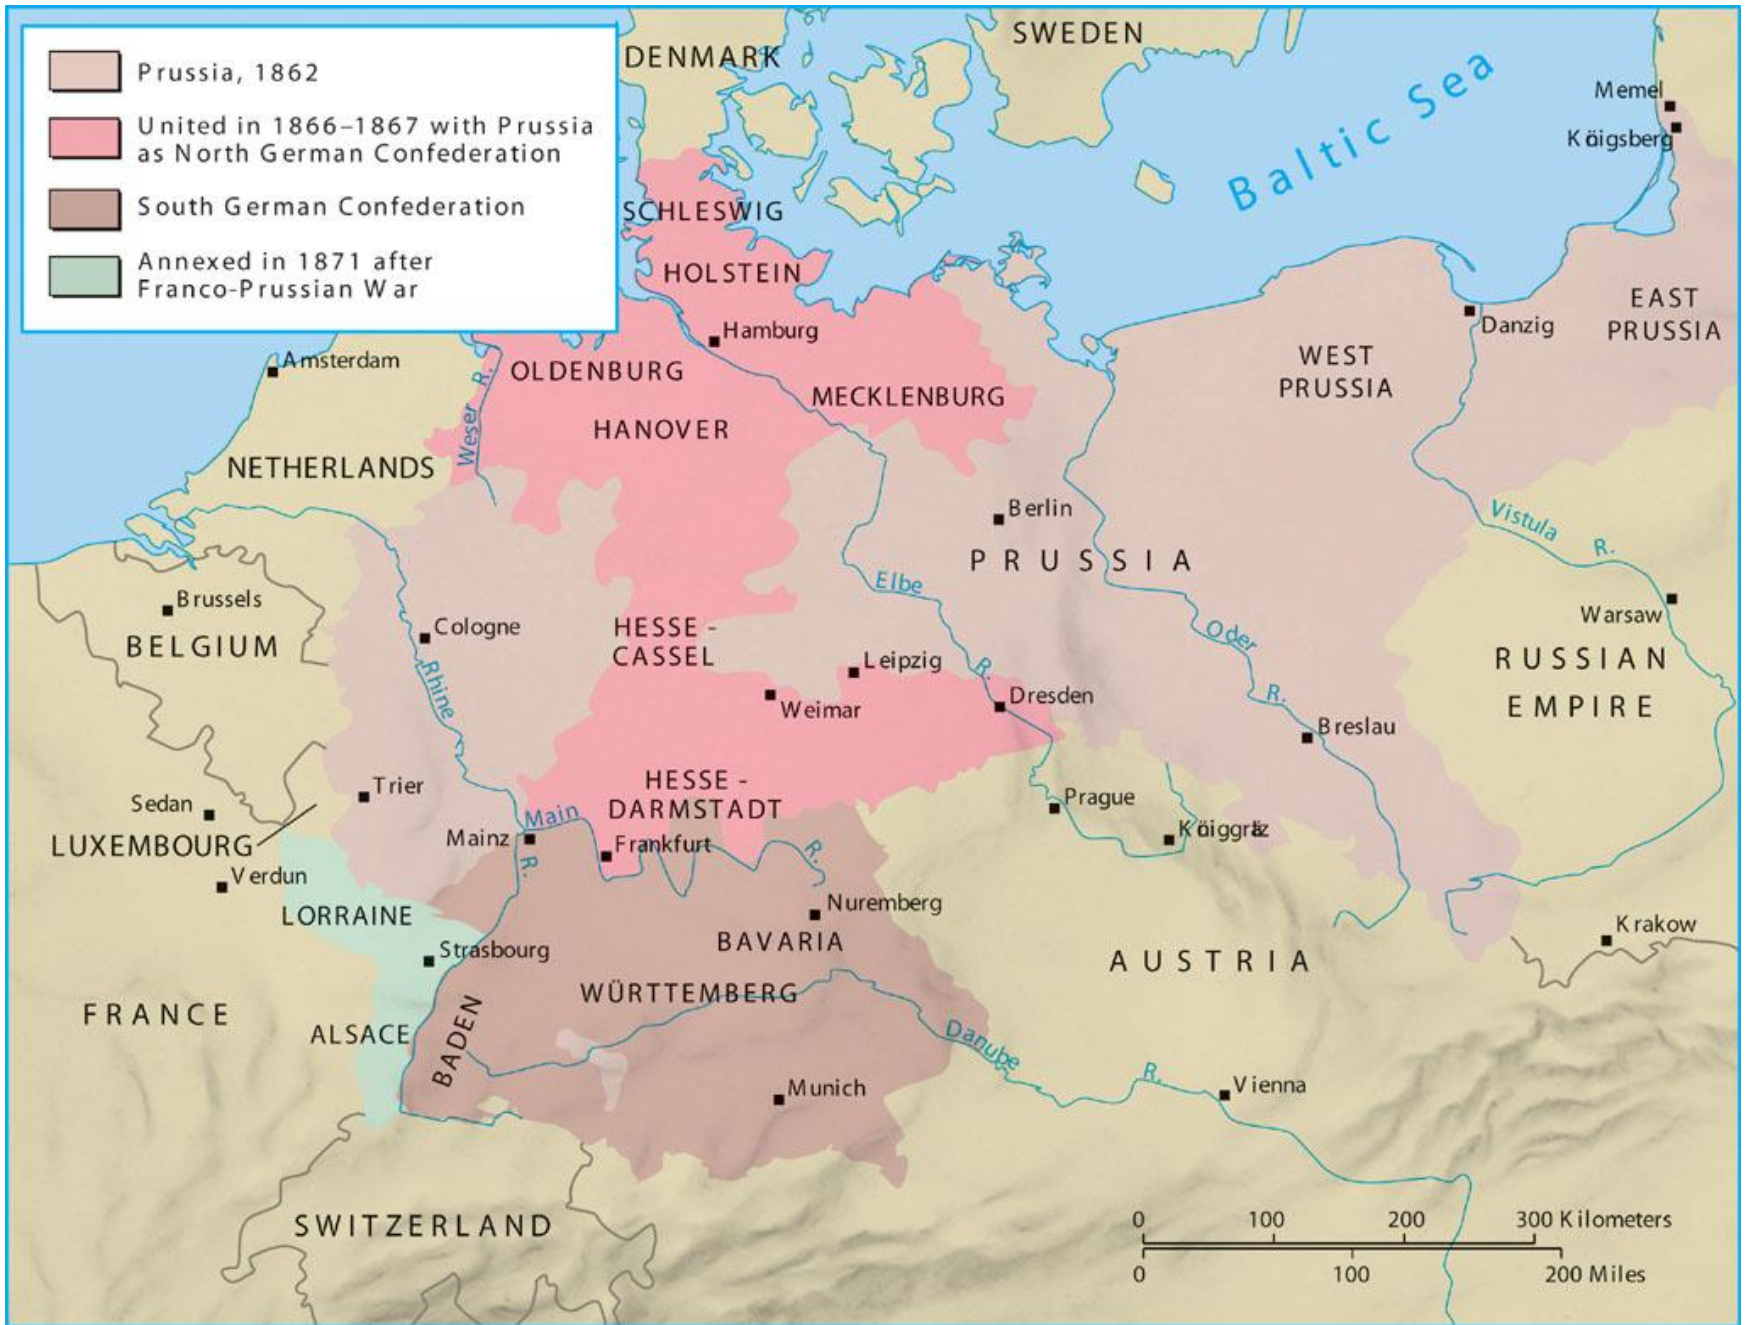 Prussia, 1862
United in 1866–1867 with Prussia
as North German Confederation
South German Confederation
Annexed in 1871 after
Franco-Prussian War
DENMARK
SWEDEN
Baltic Sea
Memel
Köigsberg
SCHLESWIG
HOLSTEIN
EAST
PRUSSIA
Danzig
Hamburg
Amsterdam
OLDENBURG
WEST
PRUSSIA
Weser R.
MECKLENBURG
HANOVER
NETHERLANDS
Berlin
Vistula R.
PRUSSIA
Elbe R.
Brussels
Warsaw
BELGIUM
Cologne
HESSE -
CASSEL
Oder R.
Leipzig
RUSSIAN
EMPIRE
Rhine R.
Weimar
Dresden
Breslau
Trier
HESSE -
DARMSTADT
Sedan
Prague
Main R.
LUXEMBOURG
Mainz
Frankfurt
Köiggrätz
Verdun
Nuremberg
LORRAINE
Krakow
Strasbourg
BAVARIA
AUSTRIA
WÜRTTEMBERG
FRANCE
ALSACE
BADEN
Danube R.
Munich
Vienna
SWITZERLAND
0 100 200 300 Kilometers
0 100 200 Miles